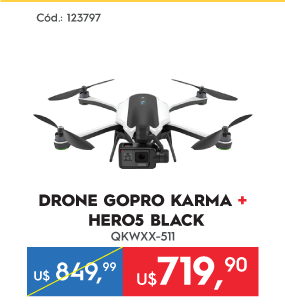 Cód.: 123797
DRONE GOPRO KARMA +
HERO5 BLACK
QKWXX-511
U$ 849,99
U$ 719,90